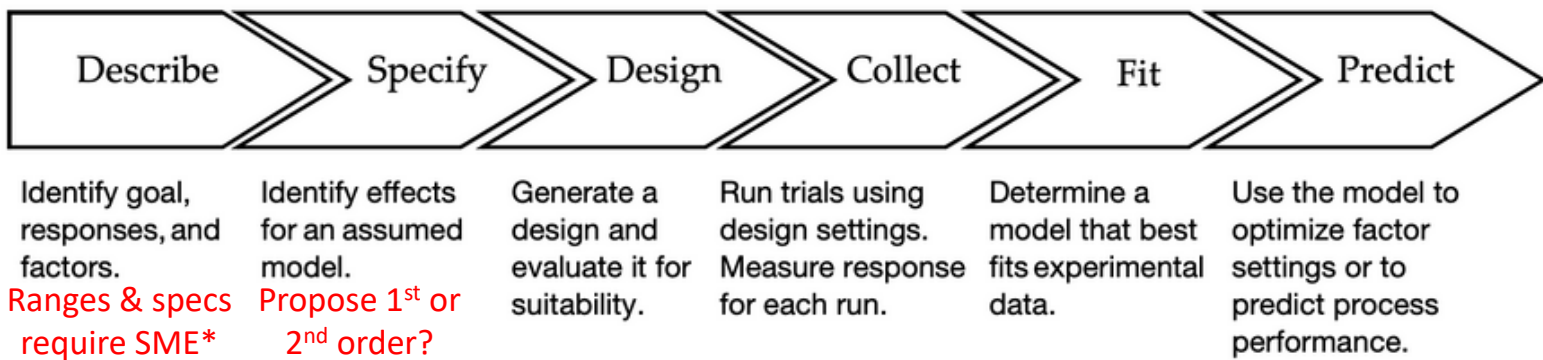 Describe
Specify
Design
Collect
Fit
Predict
Identify goal,
responses, and
factors.
Ranges & specs
require SME*
Identify effects
for an assumed
model.
Propose 1st or
2nd order?
Generate a
design and
evaluate it for
suitability.
Run trials using
design settings.
Measure response
for each run.
Determine a
model that best
fits experimental
data.
Use the model to
optimize factor
settings or to
predict process
performance.